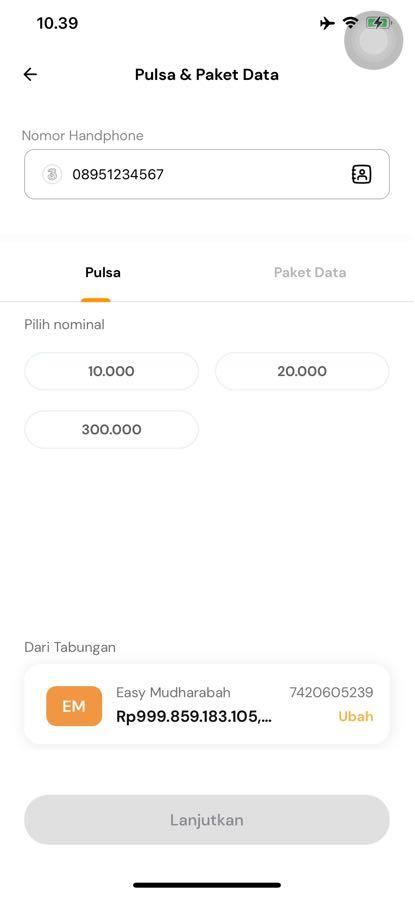 10.39
Pulsa & Paket Data
Nomor Handphone
3 08951234567
Pulsa Paket Data
Pilih nominal
10.000 20.000
300.000
Dari Tabungan
EM Easy Mudharabah 7420605239
Rp999.859.183.105,... Ubah
Lanjutkan